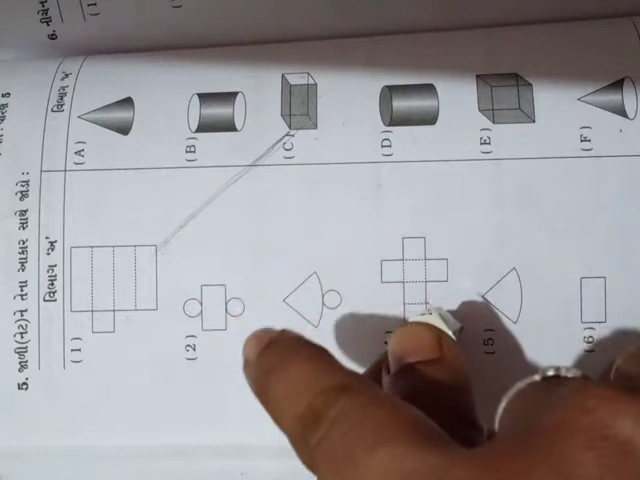 5. જાળી(નેટ)ને તેના આકાર સાથે જોડો :
વિભાગ 'અ' વિભાગ 'બ'
(1) (A)
(2) (B)
(C)
(D)
(5) (E)
(6) (F)